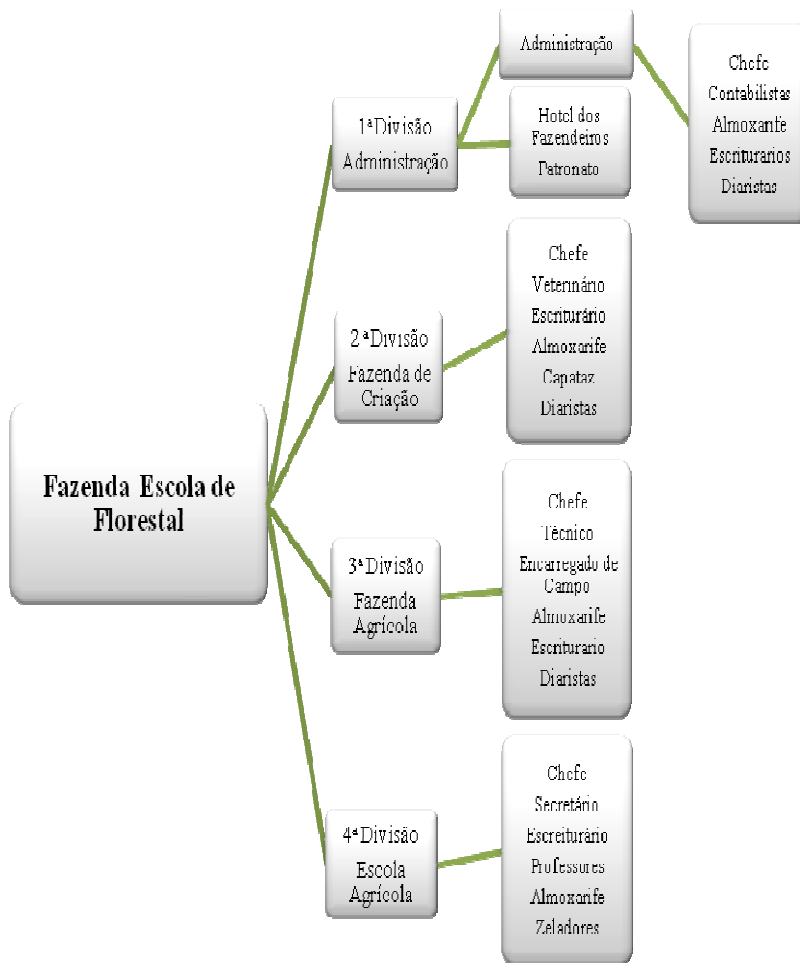 Fazenda Escola de
Florestal
1ª Divisão
Administração
Administração
Chefe
Contabilistas
Almoxarife
Escriturarios
Diaristas
Hotel dos
Fazendeiros
Patronato
2ª Divisão
Fazenda de
Criação
Chefe
Veterinário
Escriturário
Almoxarife
Capataz
Diaristas
3ª Divisão
Fazenda
Agrícola
Chefe
Técnico
Encarregado de
Campo
Almoxarife
Escriturario
Diaristas
4ª Divisão
Escola
Agrícola
Chefe
Secretário
Escreiturário
Professores
Almoxarife
Zeladores